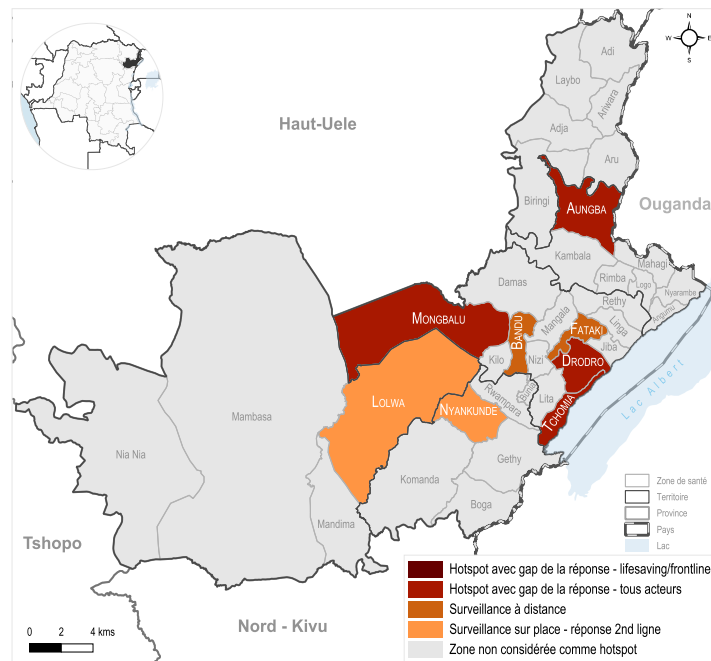 N
W E
S
Adi
Laybo
Ariwara
Haut-Uele
Adja
Aru
Biringi
AUNGBA
Ouganda
Kambala
Mahagi
Damas
Rimba
Logo
Nyarambe
Rethy
Angumu
MONGBALU
BANDU
Mangala
FATAKI
Linga
Jiba
Kilo
Nizi
DRODRO
Lac Albert
LOLWA
Rwampara
Bunia
Lita
NYANKUNDE
TCHOMIA
Mambasa
Nia Nia
Gethy
Komanda
Boga
Mandima
Tshopo
Nord - Kivu
Zone de santé
Territoire
Province
Pays
Lac
Hotspot avec gap de la réponse - lifesaving/frontline
Hotspot avec gap de la réponse - tous acteurs
Surveillance à distance
Surveillance sur place - réponse 2nd ligne
Zone non considérée comme hotspot
0 2 4 kms